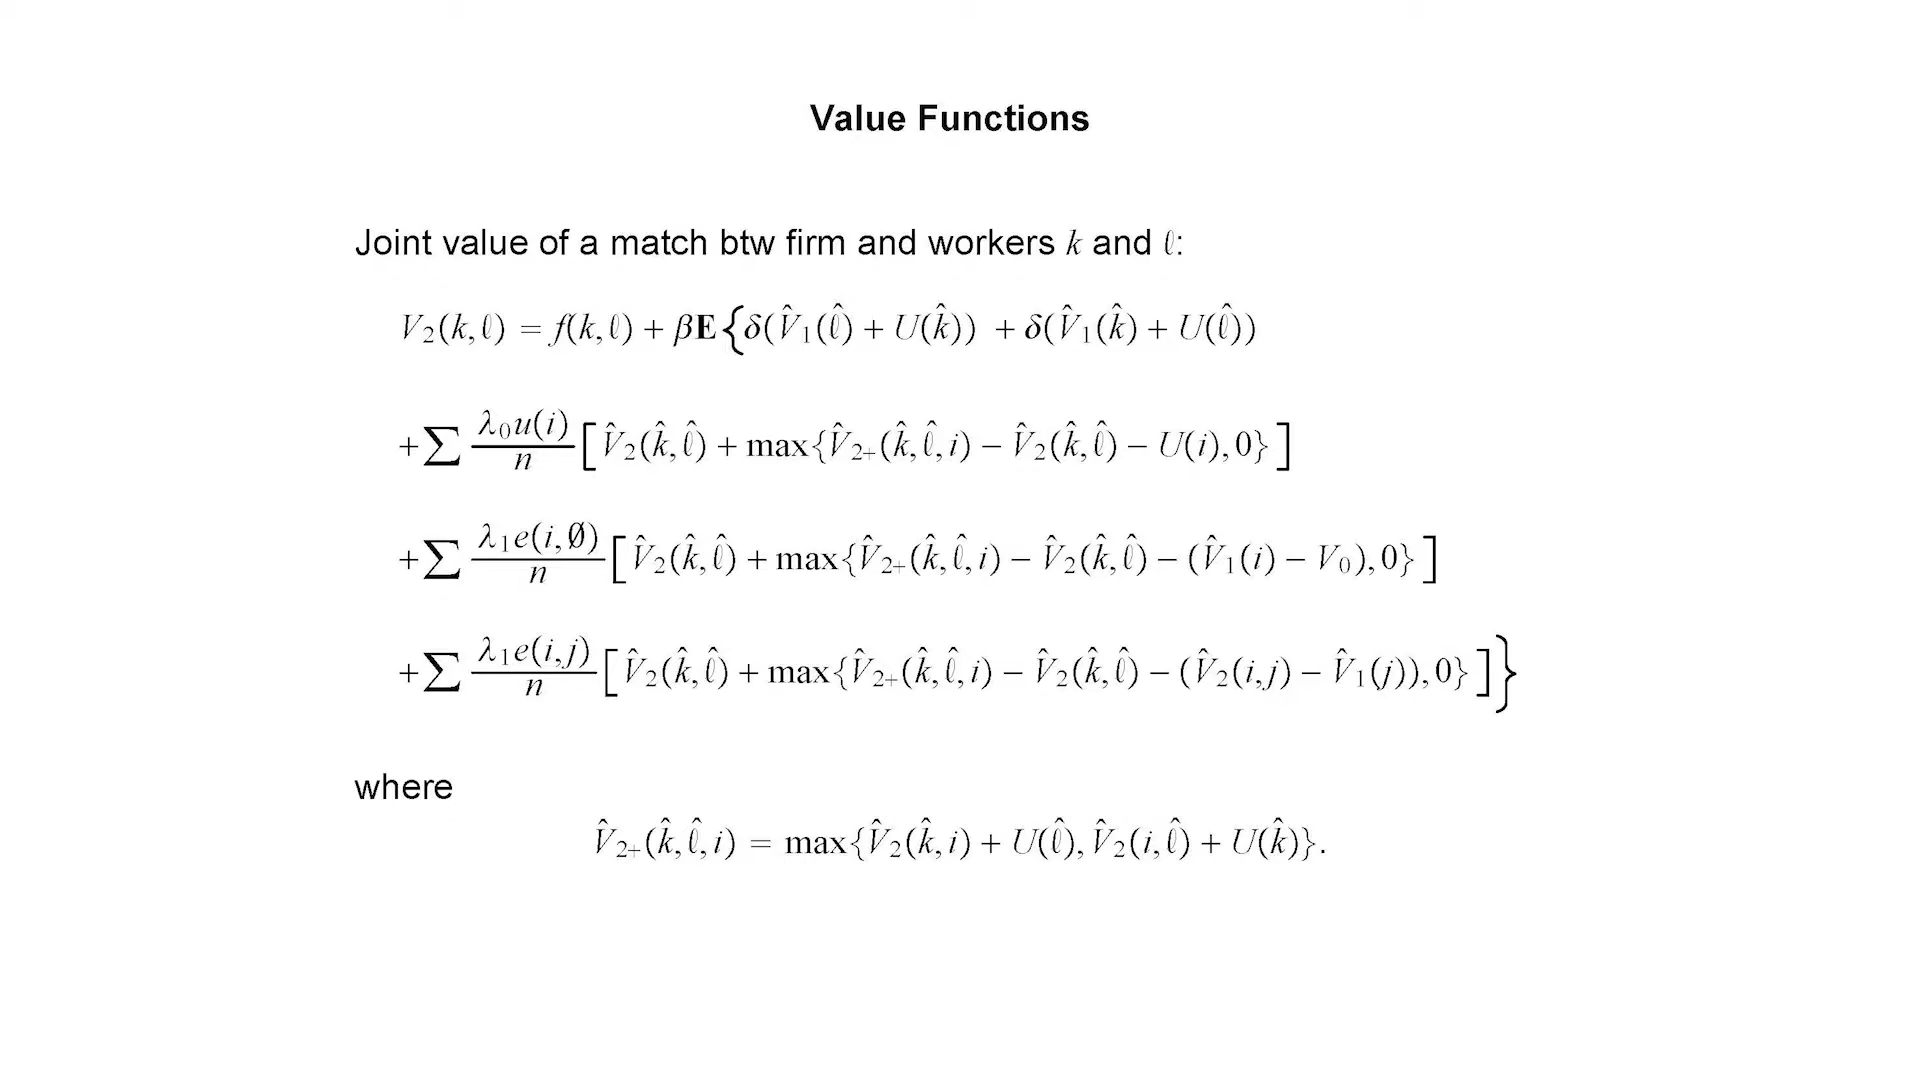 Value Functions
Joint value of a match btw firm and workers k and ℓ:
V₂(k,ℓ) = f(k,ℓ) + β𝐄{δ(V̂₁(ℓ̂) + U(k̂)) + δ(V̂₁(k̂) + U(ℓ̂))
+∑ λ₀u(i)/n [V̂₂(k̂,ℓ̂) + max{V̂₂₊(k̂,ℓ̂,i) − V̂₂(k̂,ℓ̂) − U(i),0}]
+∑ λ₁e(i,∅)/n [V̂₂(k̂,ℓ̂) + max{V̂₂₊(k̂,ℓ̂,i) − V̂₂(k̂,ℓ̂) − (V̂₁(i) − V₀),0}]
+∑ λ₁e(i,j)/n [V̂₂(k̂,ℓ̂) + max{V̂₂₊(k̂,ℓ̂,i) − V̂₂(k̂,ℓ̂) − (V̂₂(i,j) − V̂₁(j)),0}]}
where
V̂₂₊(k̂,ℓ̂,i) = max{V̂₂(k̂,i) + U(ℓ̂),V̂₂(i,ℓ̂) + U(k̂)}.